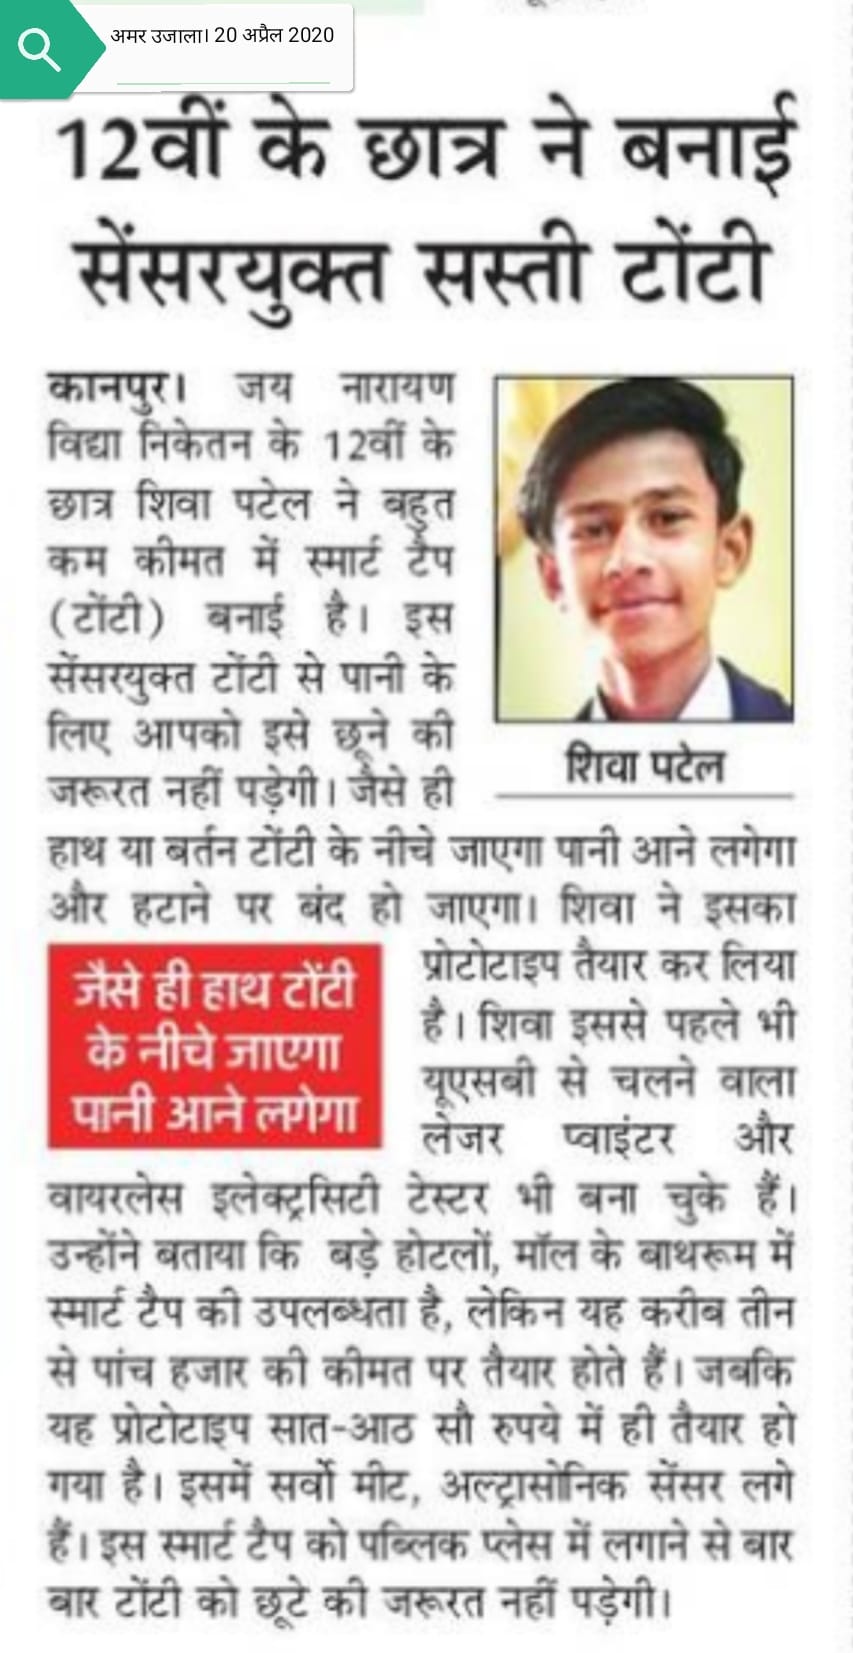 अमर उजाला। 20 अप्रैल 2020
12वीं के छात्र ने बनाई
सेंसरयुक्त सस्ती टोंटी
कानपुर। जय नारायण
विद्या निकेतन के 12वीं के
छात्र शिवा पटेल ने बहुत
कम कीमत में स्मार्ट टैप
(टोंटी) बनाई है। इस
सेंसरयुक्त टोंटी से पानी के
लिए आपको इसे छूने की
जरूरत नहीं पड़ेगी। जैसे ही
शिवा पटेल
हाथ या बर्तन टोंटी के नीचे जाएगा पानी आने लगेगा
और हटाने पर बंद हो जाएगा। शिवा ने इसका
जैसे ही हाथ टोंटी
के नीचे जाएगा
पानी आने लगेगा
प्रोटोटाइप तैयार कर लिया
है। शिवा इससे पहले भी
यूएसबी से चलने वाला
लेजर प्वाइंटर और
वायरलेस इलेक्ट्रसिटी टेस्टर भी बना चुके हैं।
उन्होंने बताया कि बड़े होटलों, मॉल के बाथरूम में
स्मार्ट टैप की उपलब्धता है, लेकिन यह करीब तीन
से पांच हजार की कीमत पर तैयार होते हैं। जबकि
यह प्रोटोटाइप सात-आठ सौ रुपये में ही तैयार हो
गया है। इसमें सर्वो मीट, अल्ट्रासोनिक सेंसर लगे
हैं। इस स्मार्ट टैप को पब्लिक प्लेस में लगाने से बार
बार टोंटी को छूटे की जरूरत नहीं पड़ेगी।